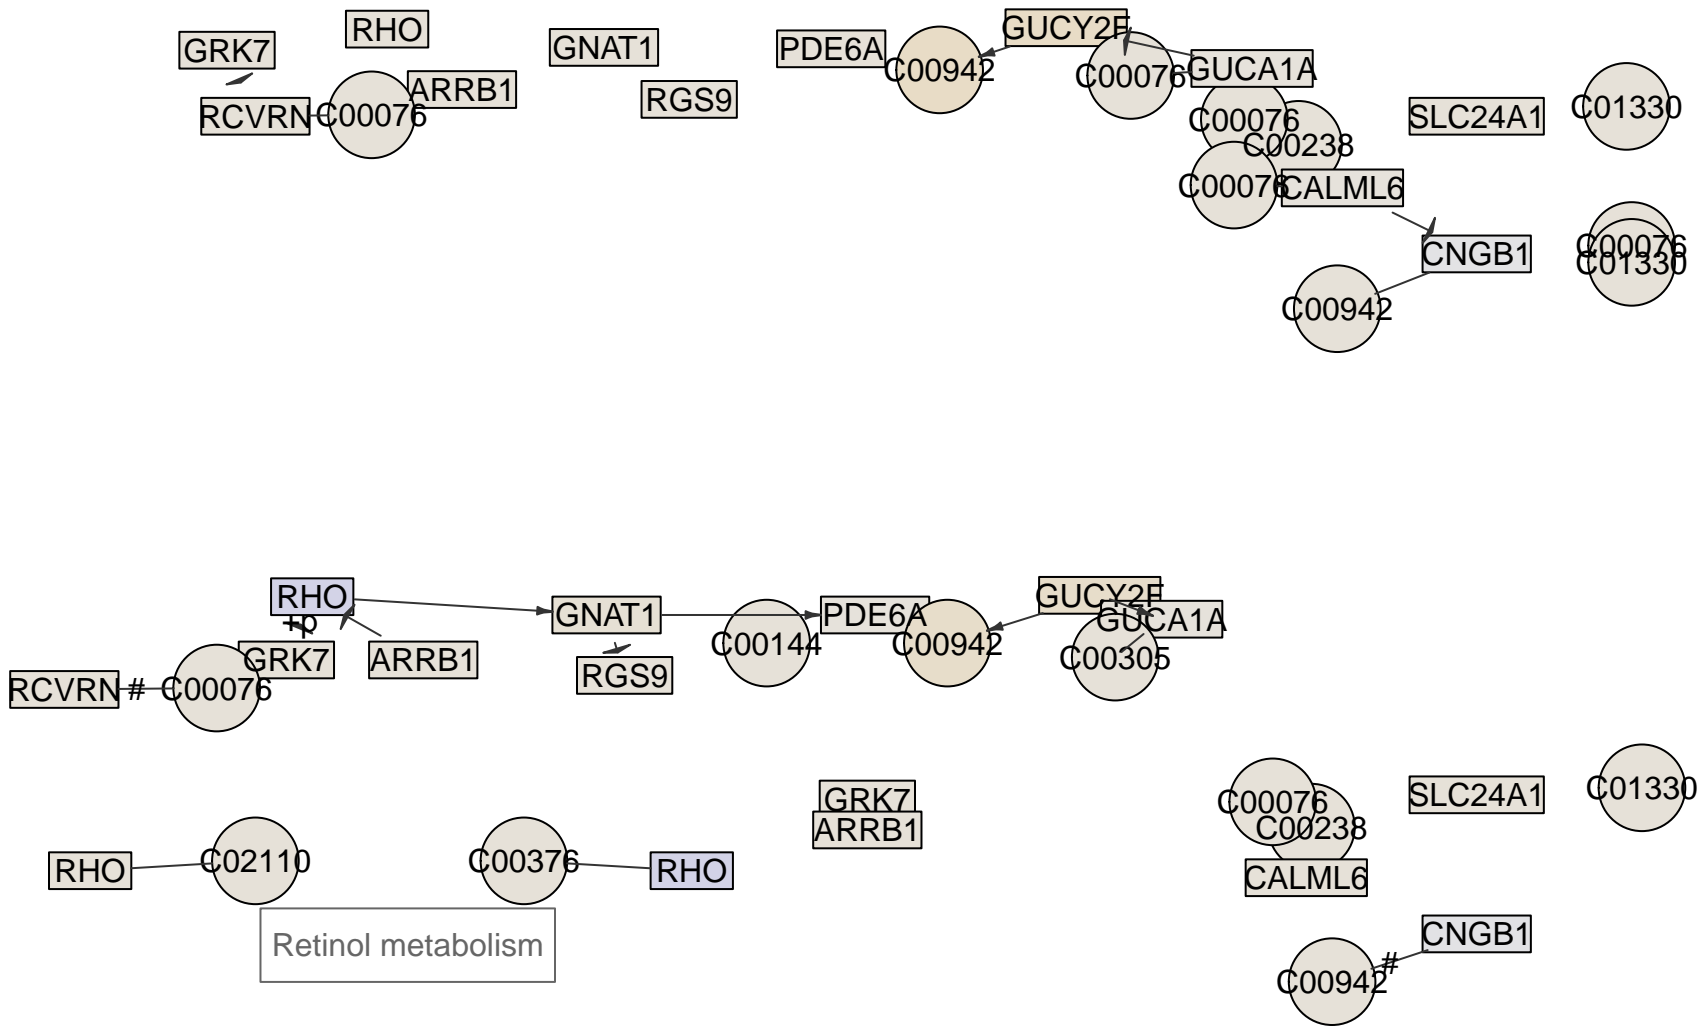 GRK7
RHO
GNAT1
PDE6A
C00942
GUCY2F
C00076
GUCA1A
RCVRN
C00076
ARRB1
RGS9
C00076
C00238
SLC24A1
C01330
C00076
CALML6
CNGB1
C00076
C01330
C00942
RHO
+p
GRK7
ARRB1
GNAT1
RGS9
C00144
PDE6A
C00942
GUCY2F
GUCA1A
C00305
RCVRN
#
C00076
GRK7
ARRB1
C00076
C00238
SLC24A1
C01330
RHO
C02110
C00376
RHO
CALML6
Retinol metabolism
CNGB1
#
C00942